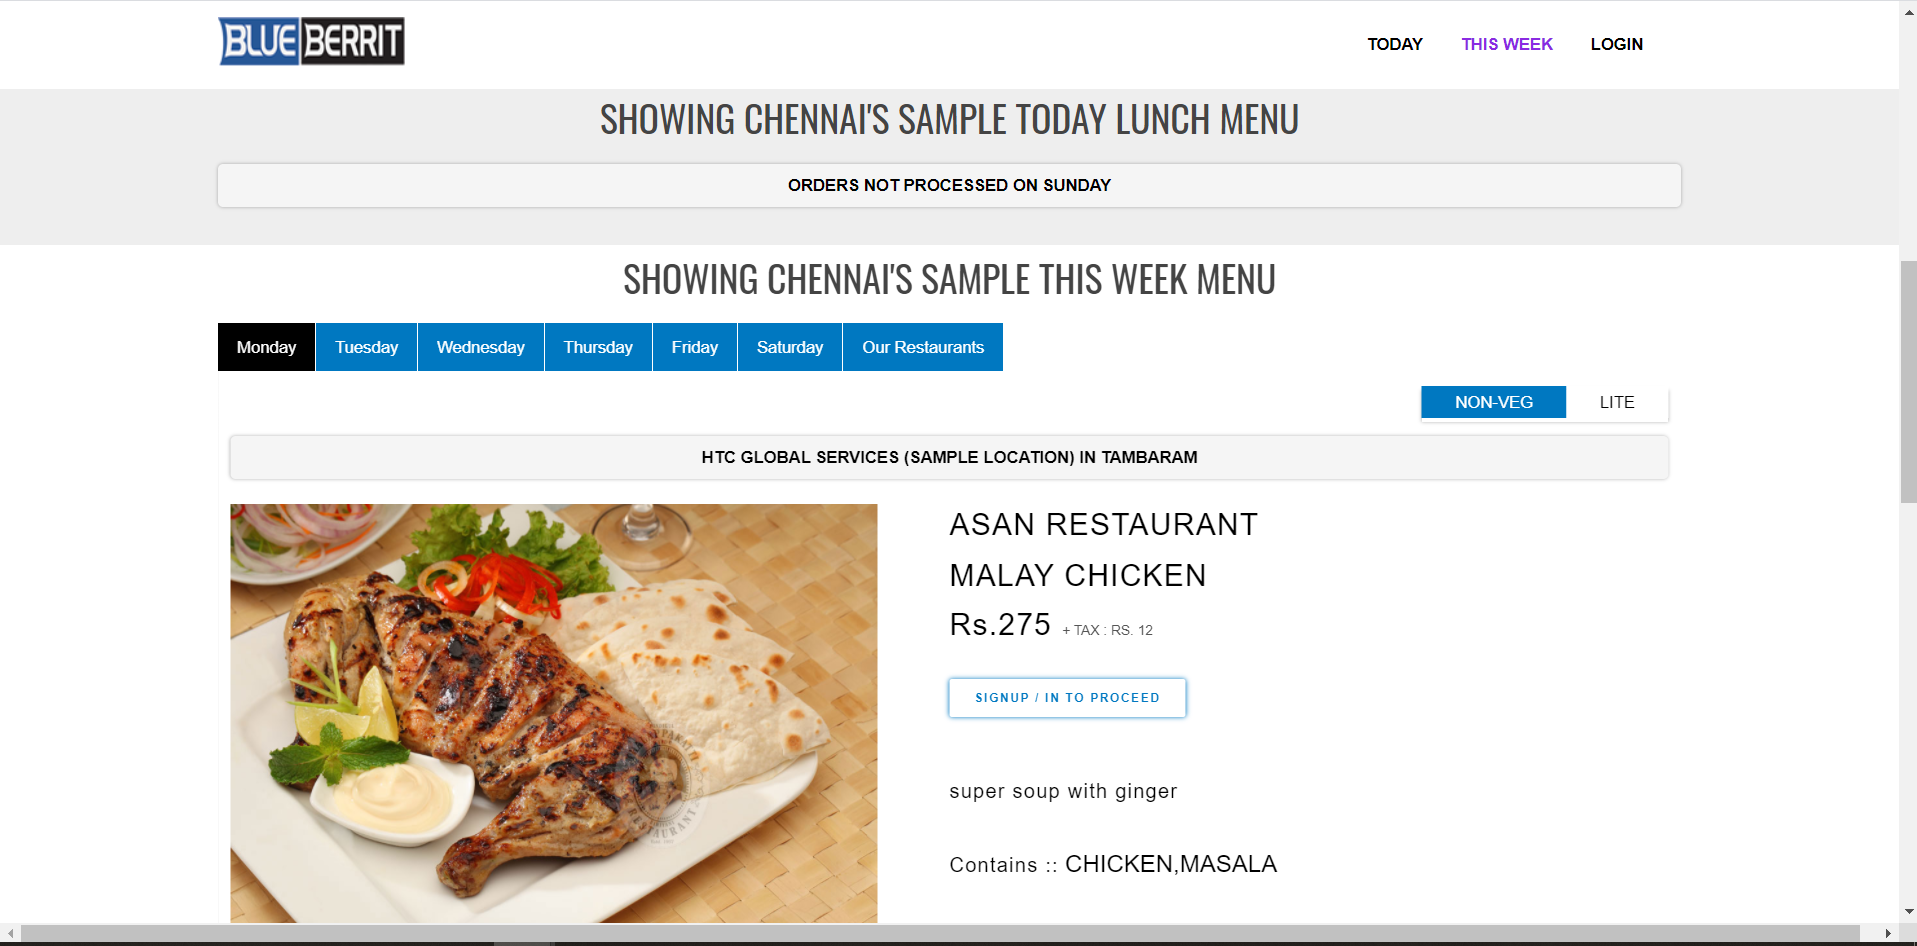 BLUE BERRIT
TODAY THIS WEEK LOGIN
SHOWING CHENNAI'S SAMPLE TODAY LUNCH MENU
ORDERS NOT PROCESSED ON SUNDAY
SHOWING CHENNAI'S SAMPLE THIS WEEK MENU
Monday Tuesday Wednesday Thursday Friday Saturday Our Restaurants
NON-VEG LITE
HTC GLOBAL SERVICES (SAMPLE LOCATION) IN TAMBARAM
ASAN RESTAURANT
MALAY CHICKEN
Rs.275 + TAX : RS. 12
SIGNUP / IN TO PROCEED
super soup with ginger
Contains :: CHICKEN,MASALA
RESTAURANT